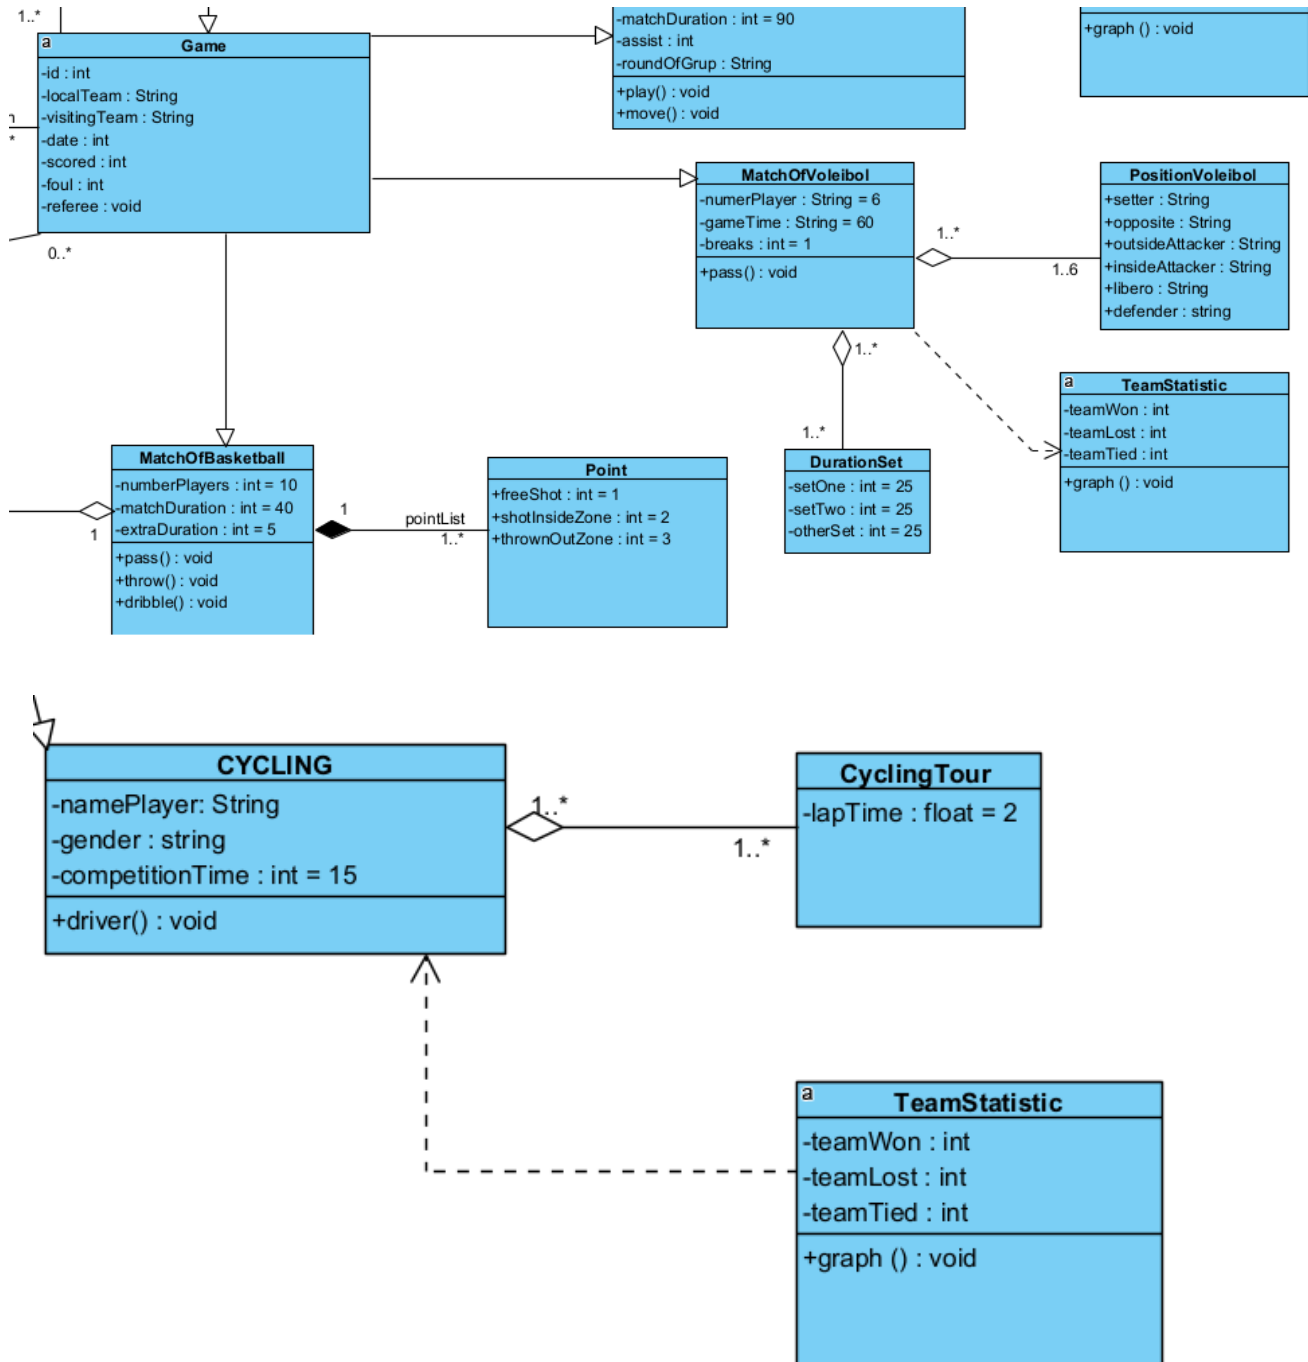 1..*
a
Game
-id : int
-localTeam : String
-visitingTeam : String
-date : int
-scored : int
-foul : int
-referee : void
n
*
0..*
-matchDuration : int = 90
-assist : int
-roundOfGrup : String
+play() : void
+move() : void
+graph () : void
MatchOfVoleibol
-numerPlayer : String = 6
-gameTime : String = 60
-breaks : int = 1
+pass() : void
1..*
1..6
PositionVoleibol
+setter : String
+opposite : String
+outsideAttacker : String
+insideAttacker : String
+libero : String
+defender : string
1..*
1..*
DurationSet
-setOne : int = 25
-setTwo : int = 25
-otherSet : int = 25
a
TeamStatistic
-teamWon : int
-teamLost : int
-teamTied : int
+graph () : void
MatchOfBasketball
-numberPlayers : int = 10
-matchDuration : int = 40
-extraDuration : int = 5
+pass() : void
+throw() : void
+dribble() : void
1
1
pointList
1..*
Point
+freeShot : int = 1
+shotInsideZone : int = 2
+thrownOutZone : int = 3
CYCLING
-namePlayer: String
-gender : string
-competitionTime : int = 15
+driver() : void
1..*
1..*
CyclingTour
-lapTime : float = 2
a
TeamStatistic
-teamWon : int
-teamLost : int
-teamTied : int
+graph () : void